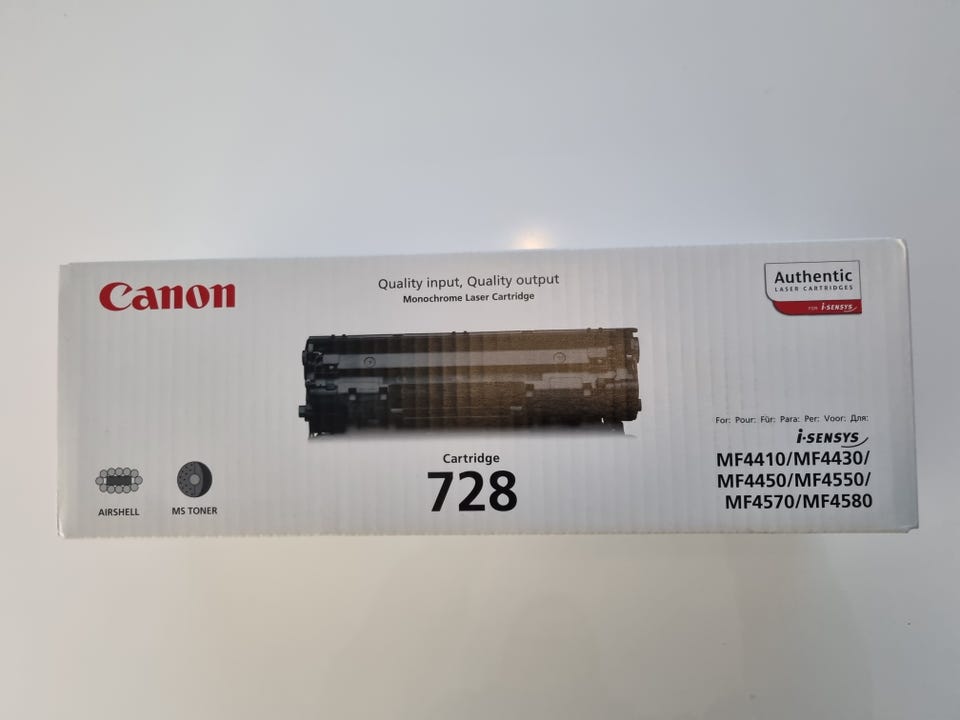 Canon
Quality input, Quality output
Monochrome Laser Cartridge
Authentic
LASER CARTRIDGES
FOR i-SENSYS
For: Pour: Für: Para: Per: Voor: Для:
i-SENSYS
MF4410/MF4430/
MF4450/MF4550/
MF4570/MF4580
Cartridge
728
AIRSHELL
MS TONER